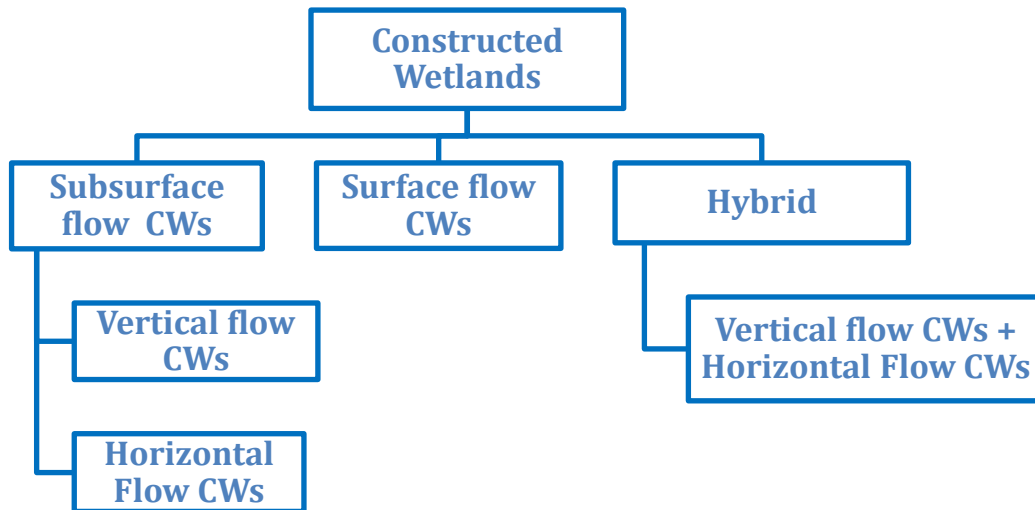 Constructed
Wetlands
Subsurface
flow CWs
Surface flow
CWs
Hybrid
Vertical flow
CWs
Vertical flow CWs +
Horizontal Flow CWs
Horizontal
Flow CWs